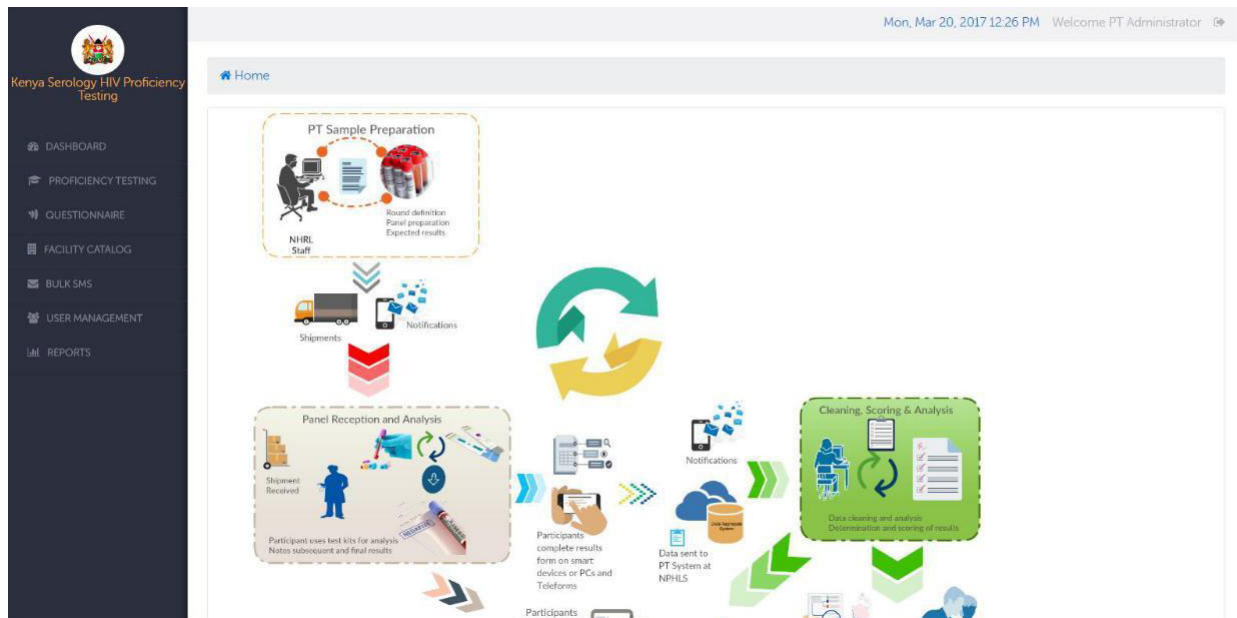 Mon, Mar 20, 2017 12:26 PM Welcome PT Administrator
Kenya Serology HIV Proficiency
Testing
Home
DASHBOARD
PROFICIENCY TESTING
QUESTIONNAIRE
FACILITY CATALOG
BULK SMS
USER MANAGEMENT
REPORTS
PT Sample Preparation
Round definition
Panel preparation
Expected results
NHRL
Staff
Notifications
Shipments
Panel Reception and Analysis
Shipment
Received
NEGATIVE
Participant uses test kits for analysis
Notes subsequent and final results
Participants
complete results
form on smart
devices or PCs and
Teleforms
Notifications
Data sent to
PT System at
NPHLS
Cleaning, Scoring & Analysis
Data cleaning and analysis
Determination and scoring of results
Participants